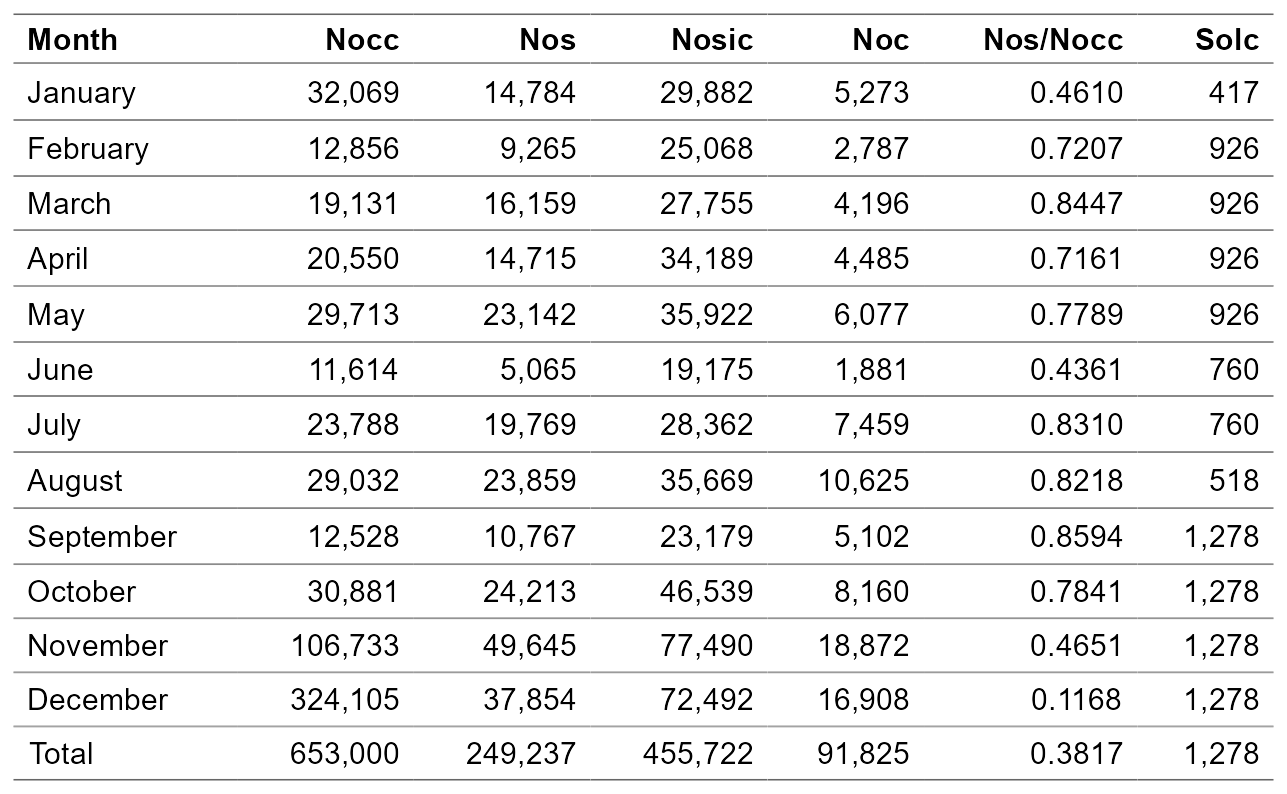 Month Nocc Nos Nosic Noc Nos/Nocc Solc
January 32,069 14,784 29,882 5,273 0.4610 417
February 12,856 9,265 25,068 2,787 0.7207 926
March 19,131 16,159 27,755 4,196 0.8447 926
April 20,550 14,715 34,189 4,485 0.7161 926
May 29,713 23,142 35,922 6,077 0.7789 926
June 11,614 5,065 19,175 1,881 0.4361 760
July 23,788 19,769 28,362 7,459 0.8310 760
August 29,032 23,859 35,669 10,625 0.8218 518
September 12,528 10,767 23,179 5,102 0.8594 1,278
October 30,881 24,213 46,539 8,160 0.7841 1,278
November 106,733 49,645 77,490 18,872 0.4651 1,278
December 324,105 37,854 72,492 16,908 0.1168 1,278
Total 653,000 249,237 455,722 91,825 0.3817 1,278